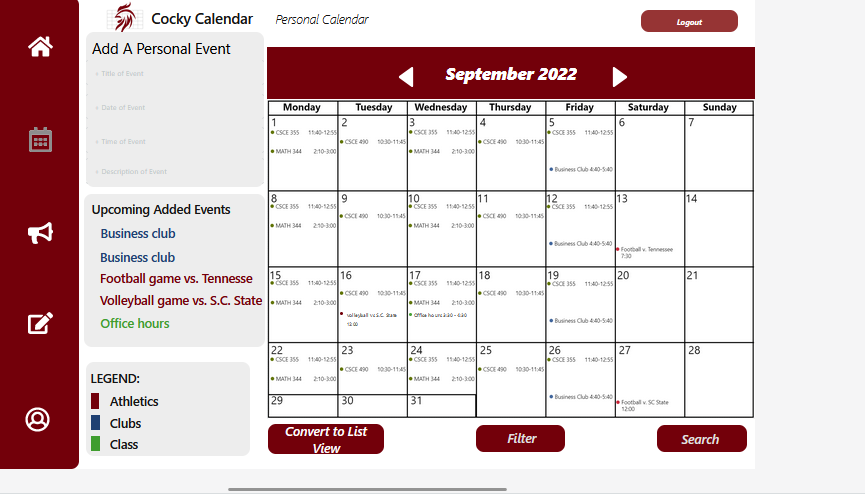 Cocky Calendar
Personal Calendar
Logout
Add A Personal Event
Title of Event
Date of Event
Time of Event
Description of Event
Upcoming Added Events
Business club
Business club
Football game vs. Tennesse
Volleyball game vs. S.C. State
Office hours
LEGEND:
Athletics
Clubs
Class
September 2022
Monday Tuesday Wednesday Thursday Friday Saturday Sunday
1 2 3 4 5 6 7
CSCE 355 11:40-12:55 CSCE 355 11:40-12:55 CSCE 355 11:40-12:55
CSCE 490 10:30-11:45 CSCE 490 10:30-11:45
MATH 344 2:10-3:00 MATH 344 2:10-3:00
Business Club 4:40-5:40
8 9 10 11 12 13 14
CSCE 355 11:40-12:55 CSCE 355 11:40-12:55 CSCE 355 11:40-12:55
CSCE 490 10:30-11:45 CSCE 490 10:30-11:45
MATH 344 2:10-3:00 MATH 344 2:10-3:00
Business Club 4:40-5:40
Football v. Tennessee
7:30
15 16 17 18 19 20 21
CSCE 355 11:40-12:55 CSCE 355 11:40-12:55 CSCE 355 11:40-12:55
CSCE 490 10:30-11:45 CSCE 490 10:30-11:45
MATH 344 2:10-3:00 MATH 344 2:10-3:00
Volleyball vs S.C. State Office hours 3:30 - 4:30
12:00
Business Club 4:40-5:40
22 23 24 25 26 27 28
CSCE 355 11:40-12:55 CSCE 355 11:40-12:55 CSCE 355 11:40-12:55
CSCE 490 10:30-11:45 CSCE 490 10:30-11:45
MATH 344 2:10-3:00 MATH 344 2:10-3:00
Business Club 4:40-5:40
Football v. SC State
12:00
29 30 31
Convert to List
View
Filter
Search